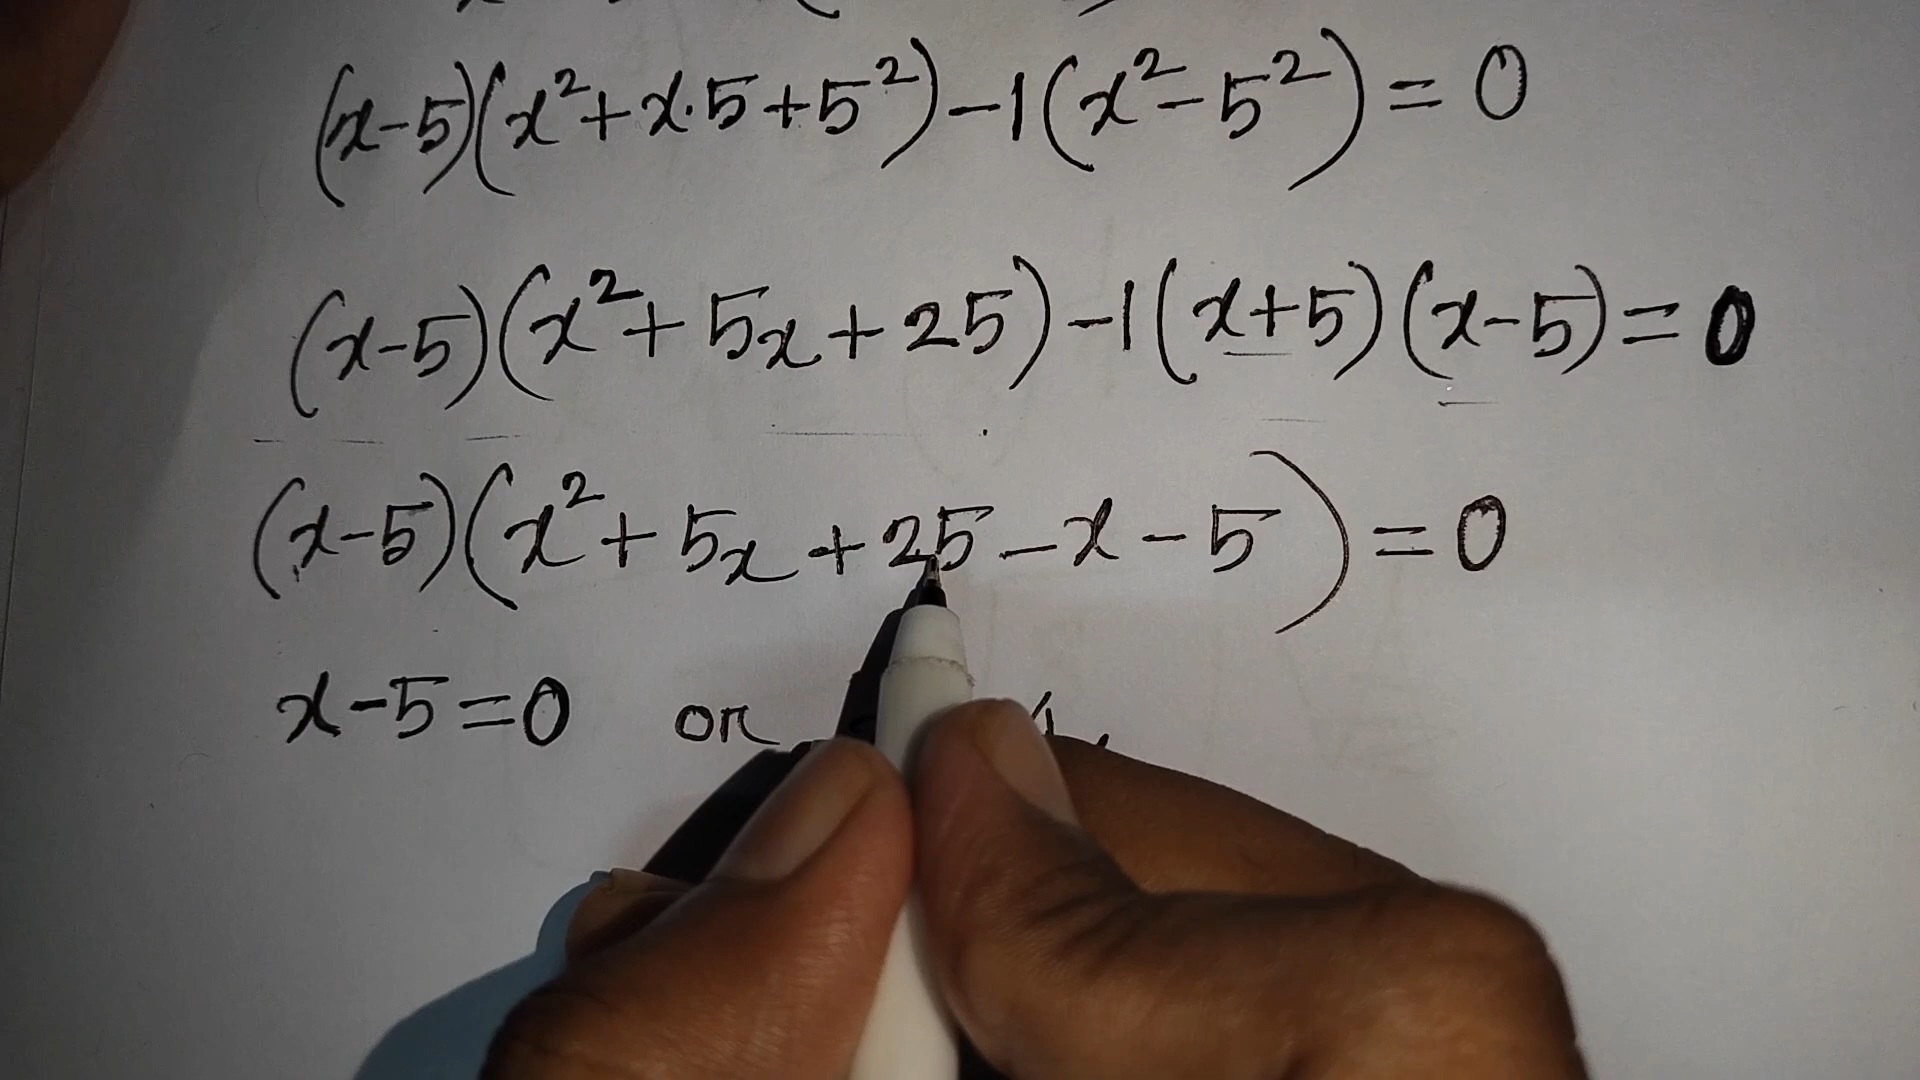 (x-5)(x²+x·5+5²)-1(x²-5²)=0
(x-5)(x²+5x+25)-1(x+5)(x-5)=0
(x-5)(x²+5x+25-x-5)=0
x-5=0 or